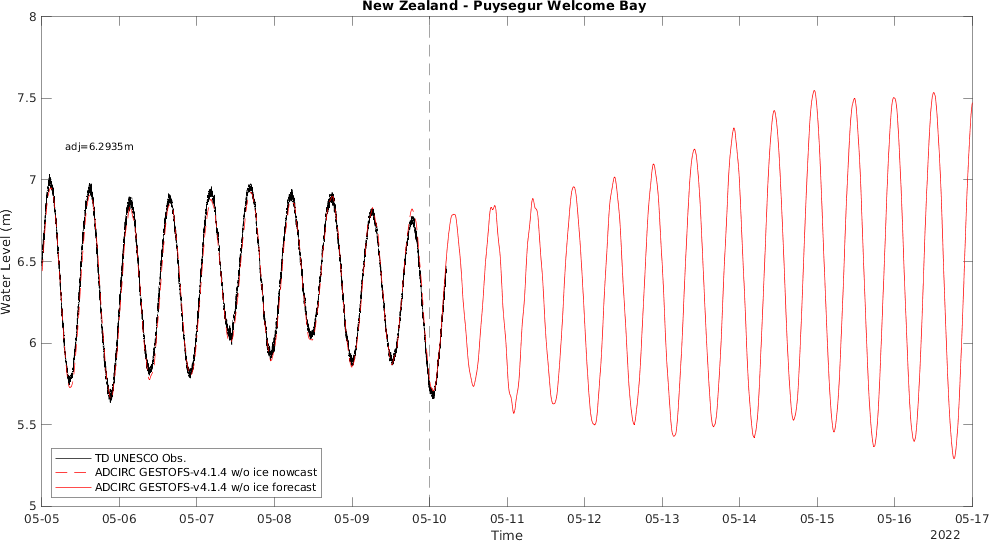 New Zealand - Puysegur Welcome Bay
8
7.5
7
6.5
6
5.5
5
Water Level (m)
adj=6.2935m
TD UNESCO Obs.
ADCIRC GESTOFS-v4.1.4 w/o ice nowcast
ADCIRC GESTOFS-v4.1.4 w/o ice forecast
05-05 05-06 05-07 05-08 05-09 05-10 05-11 05-12 05-13 05-14 05-15 05-16 05-17
Time
2022